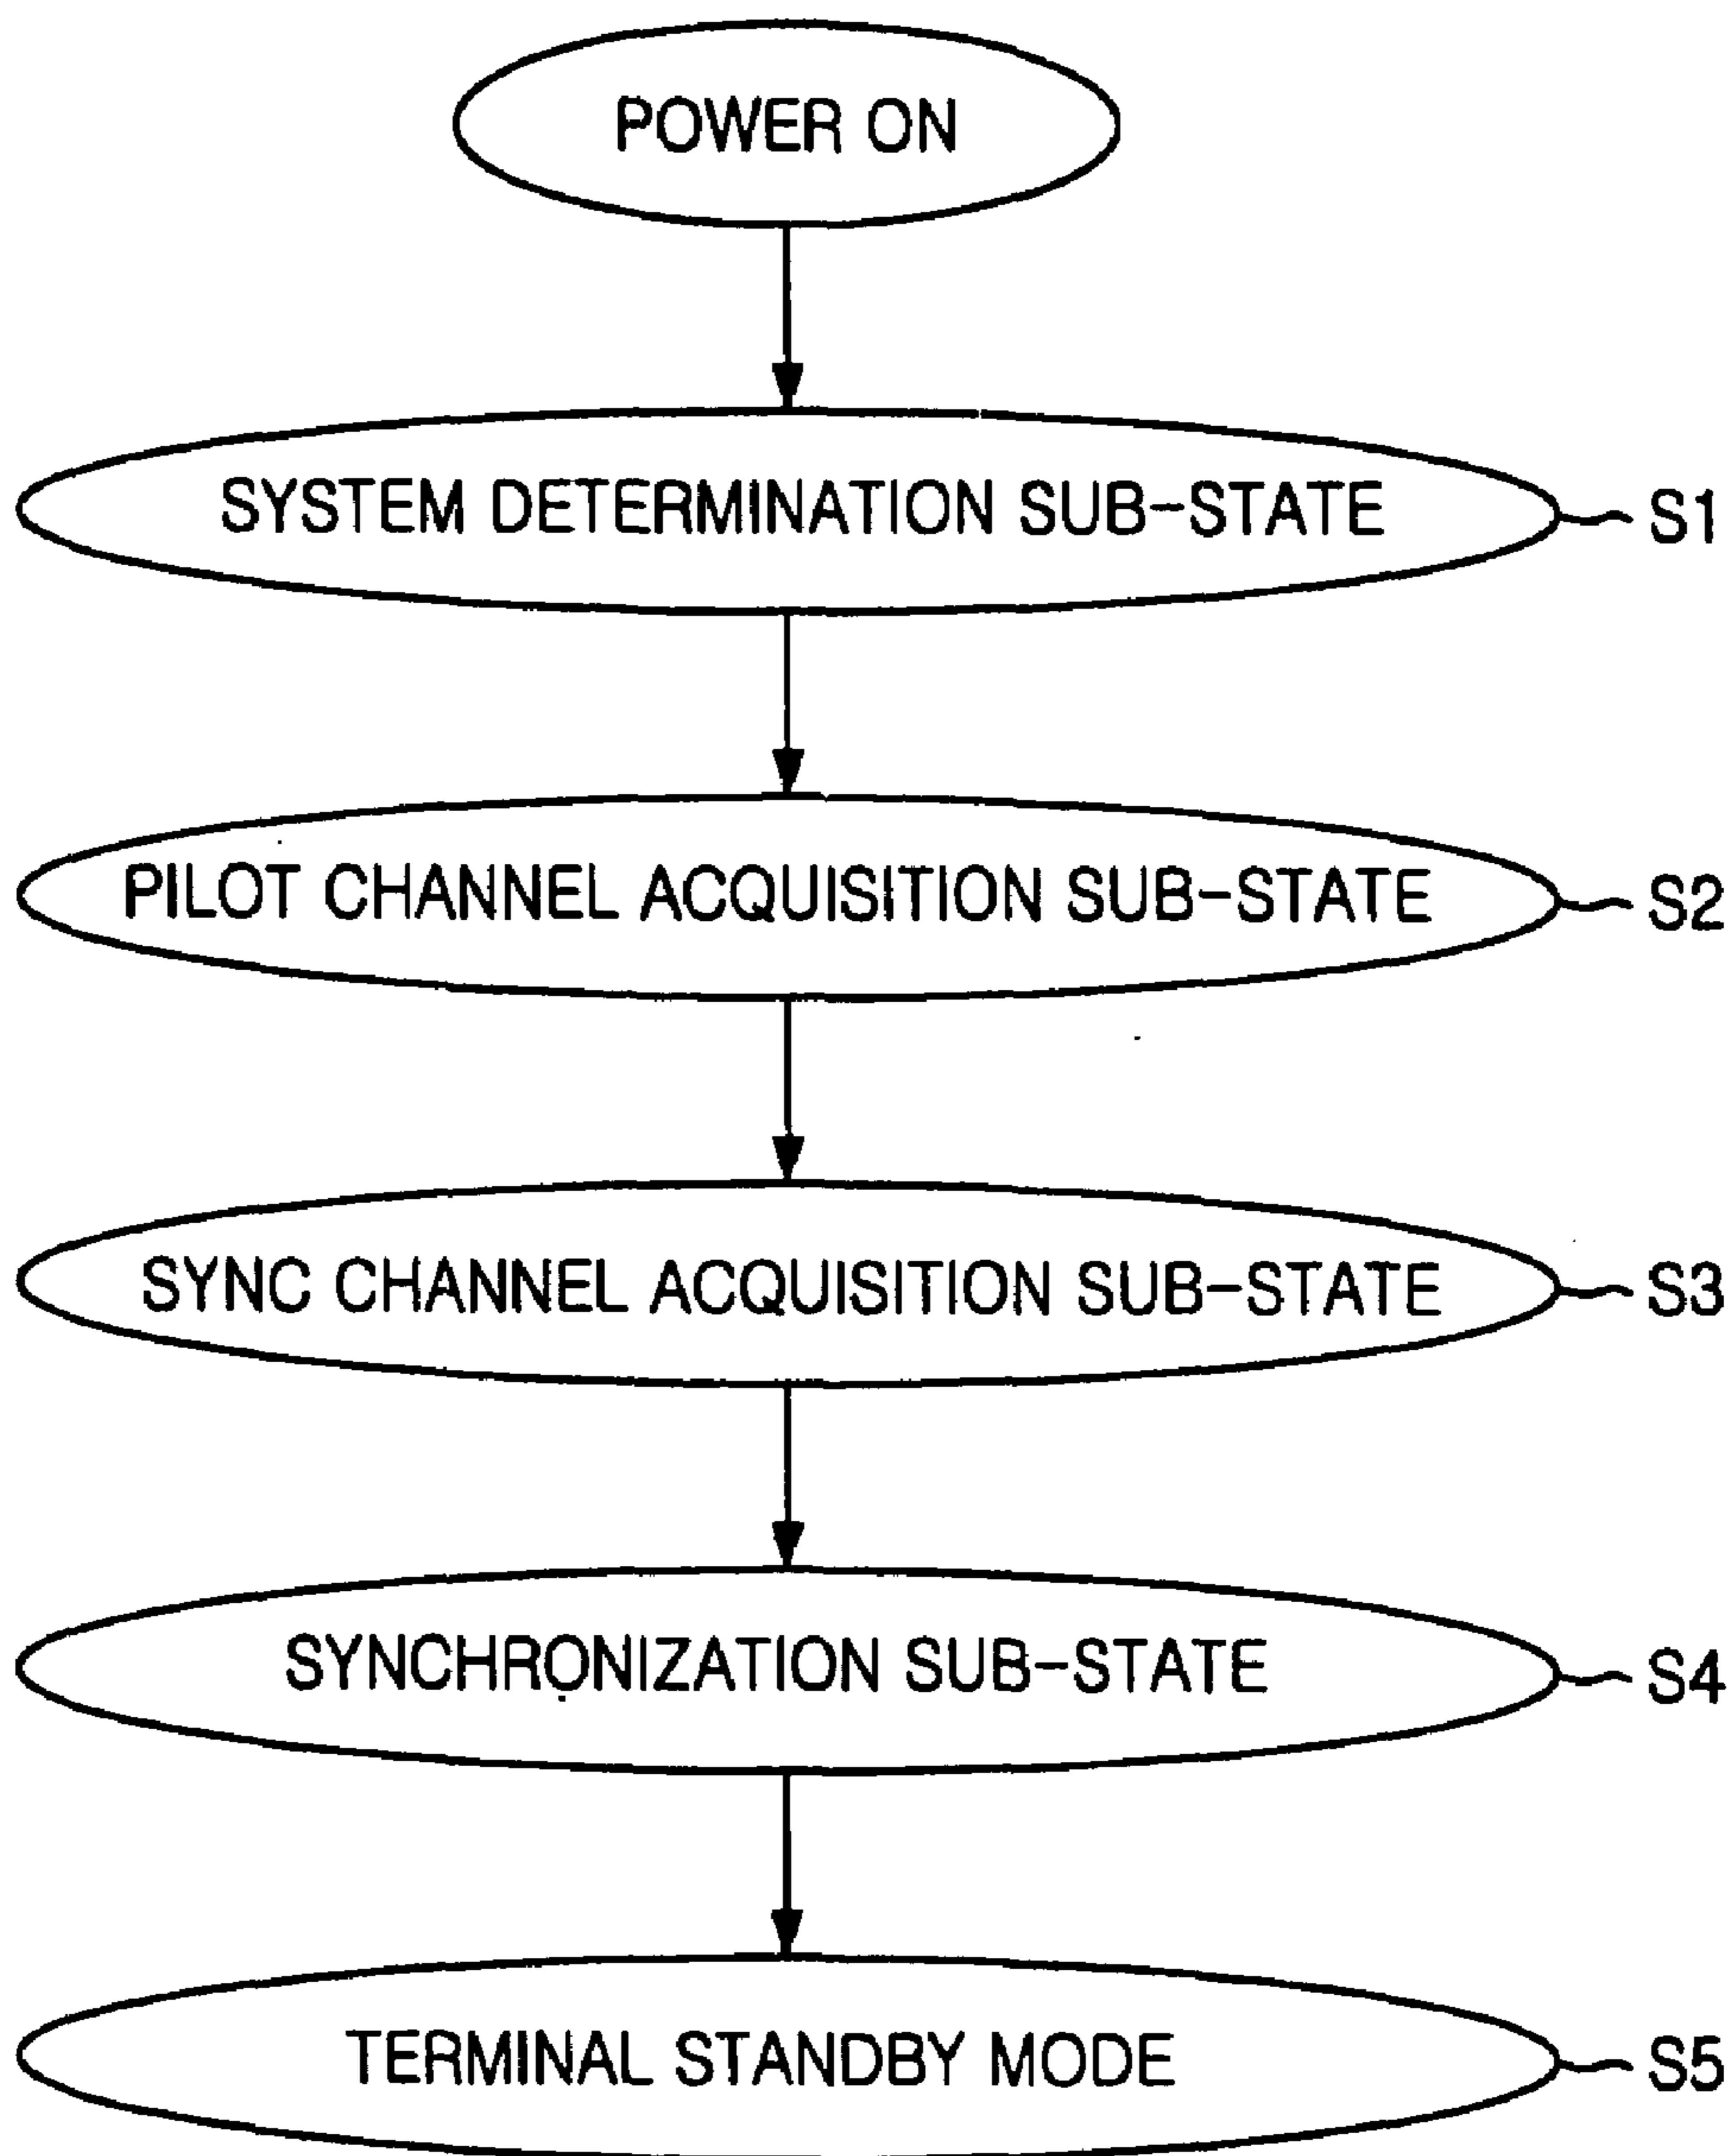 POWER ON
SYSTEM DETERMINATION SUB-STATE S1
PILOT CHANNEL ACQUISITION SUB-STATE S2
SYNC CHANNEL ACQUISITION SUB-STATE S3
SYNCHRONIZATION SUB-STATE S4
TERMINAL STANDBY MODE S5